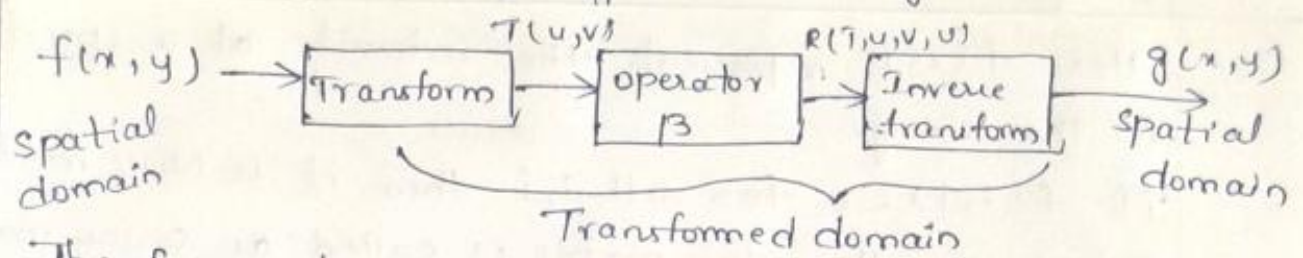 f(x,y)
spatial domain
Transform
T(u,v)
operator
β
R(T,u,v,u)
Inverse
transform
g(x,y)
spatial domain
Transformed domain